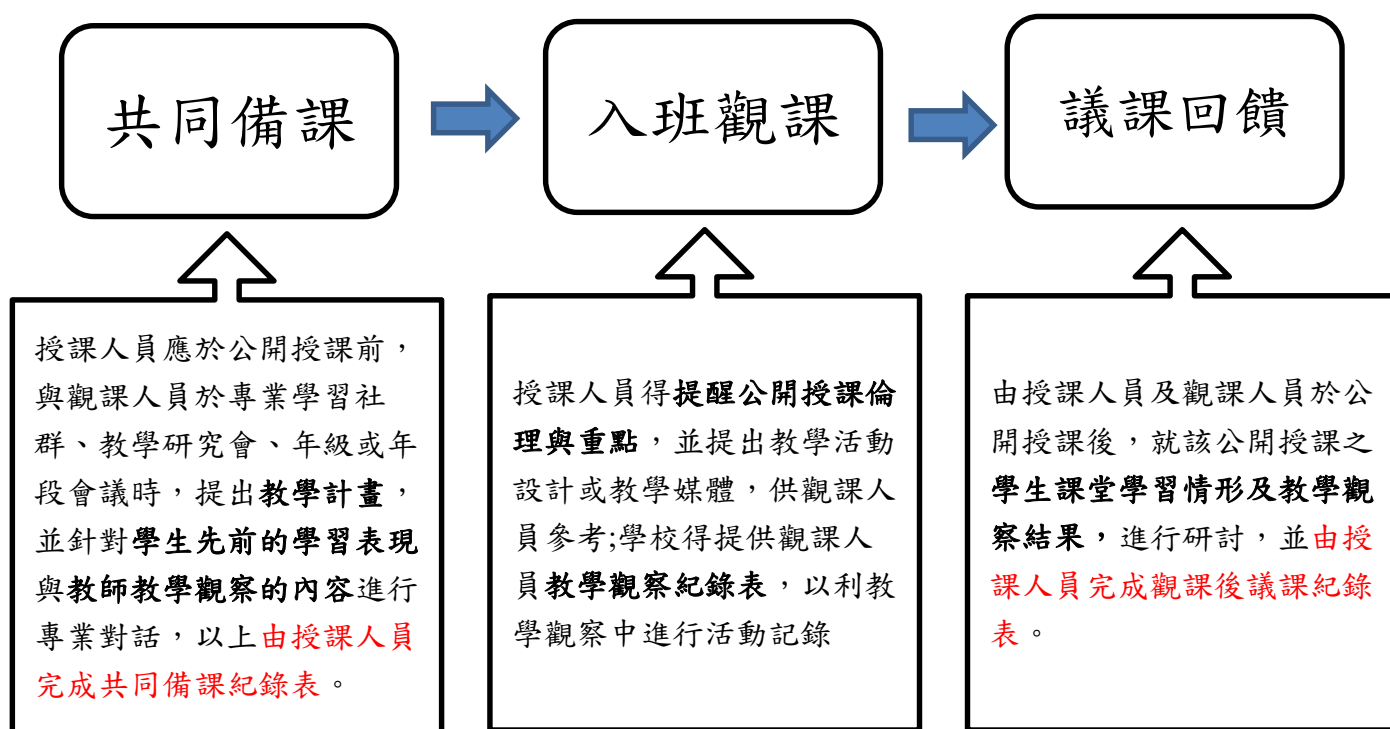 共同備課
入班觀課
議課回饋
授課人員應於公開授課前，
與觀課人員於專業學習社
群、教學研究會、年級或年
段會議時，提出教學計畫，
並針對學生先前的學習表現
與教師教學觀察的內容進行
專業對話，以上由授課人員
完成共同備課紀錄表。
授課人員得提醒公開授課倫
理與重點，並提出教學活動
設計或教學媒體，供觀課人
員參考;學校得提供觀課人
員教學觀察紀錄表，以利教
學觀察中進行活動記錄
由授課人員及觀課人員於公
開授課後，就該公開授課之
學生課堂學習情形及教學觀
察結果，進行研討，並由授
課人員完成觀課後議課紀錄
表。